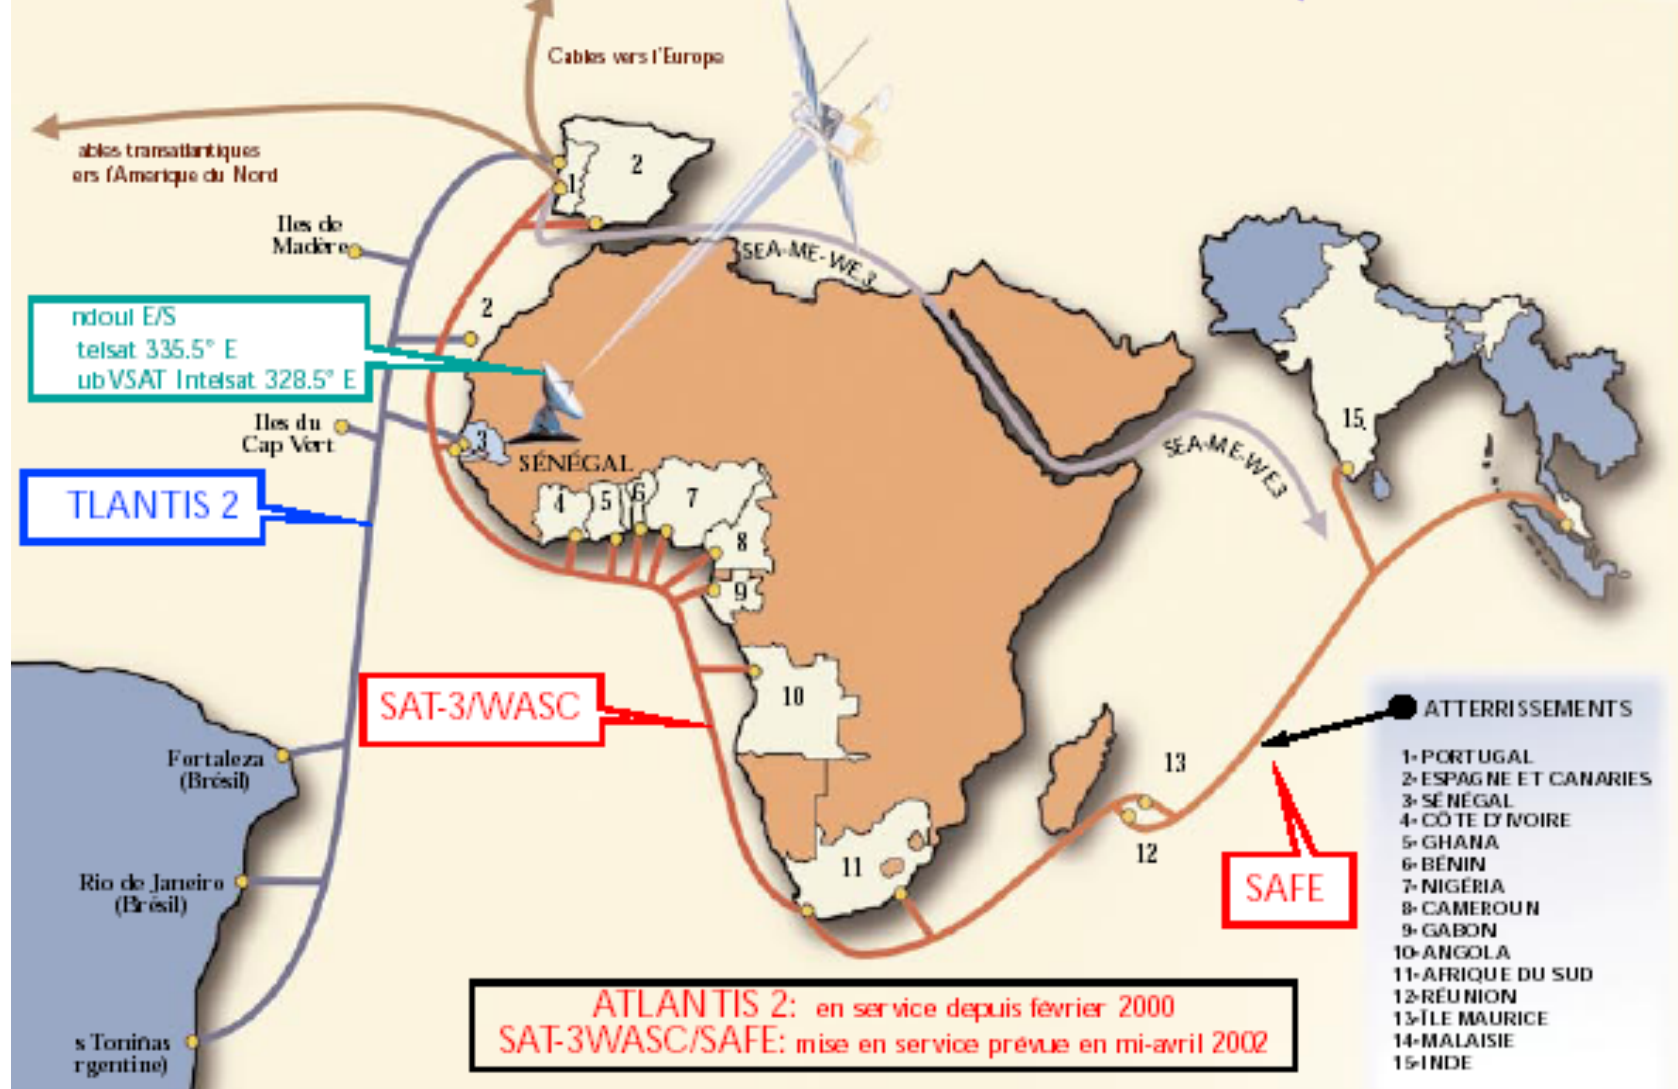 Cables vers l'Europe
ables transatlantiques
ers l'Amerique du Nord
1
2
Iles de
Madère
SEA-ME-WE3
2
ndoul E/S
telsat 335.5° E
ub VSAT Intelsat 328.5° E
Iles du
Cap Vert
3
SÉNÉGAL
15
SEA-ME-WE3
TLANTIS 2
4
5
6
7
8
9
SAT-3/WASC
10
Fortaleza
(Brésil)
13
12
11
Rio de Janeiro
(Brésil)
SAFE
s Toniñas
rgentine)
ATLANTIS 2: en service depuis février 2000
SAT-3WASC/SAFE: mise en service prévue en mi-avril 2002
ATTERRISSEMENTS
1-PORTUGAL
2-ESPAGNE ET CANARIES
3-SÉNÉGAL
4-CÔTE D'IVOIRE
5-GHANA
6-BÉNIN
7-NIGÉRIA
8-CAMEROUN
9-GABON
10-ANGOLA
11-AFRIQUE DU SUD
12-RÉUNION
13-ÎLE MAURICE
14-MALAISIE
15-INDE